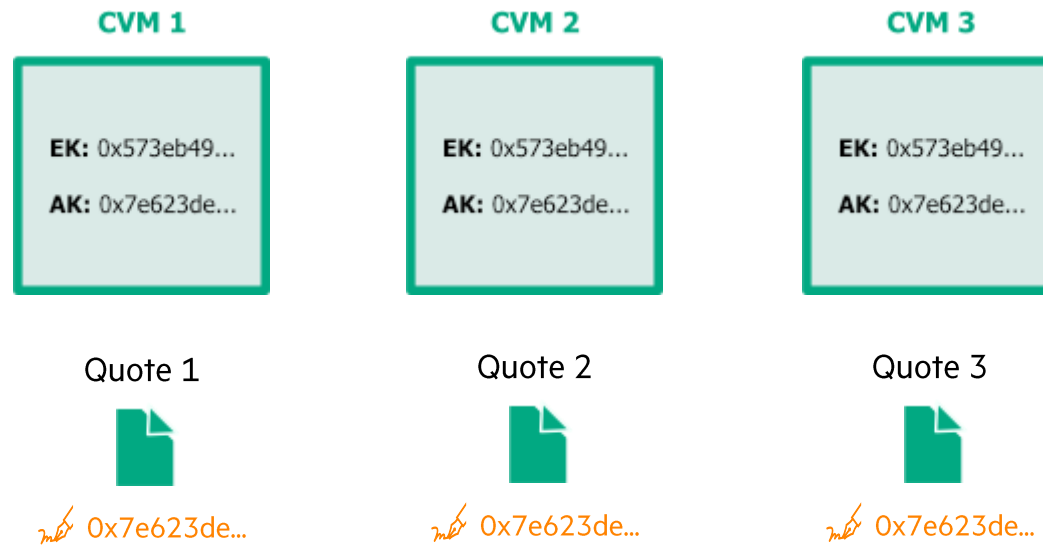 CVM 1
EK: 0x573eb49...
AK: 0x7e623de...
Quote 1
0x7e623de...
CVM 2
EK: 0x573eb49...
AK: 0x7e623de...
Quote 2
0x7e623de...
CVM 3
EK: 0x573eb49...
AK: 0x7e623de...
Quote 3
0x7e623de...